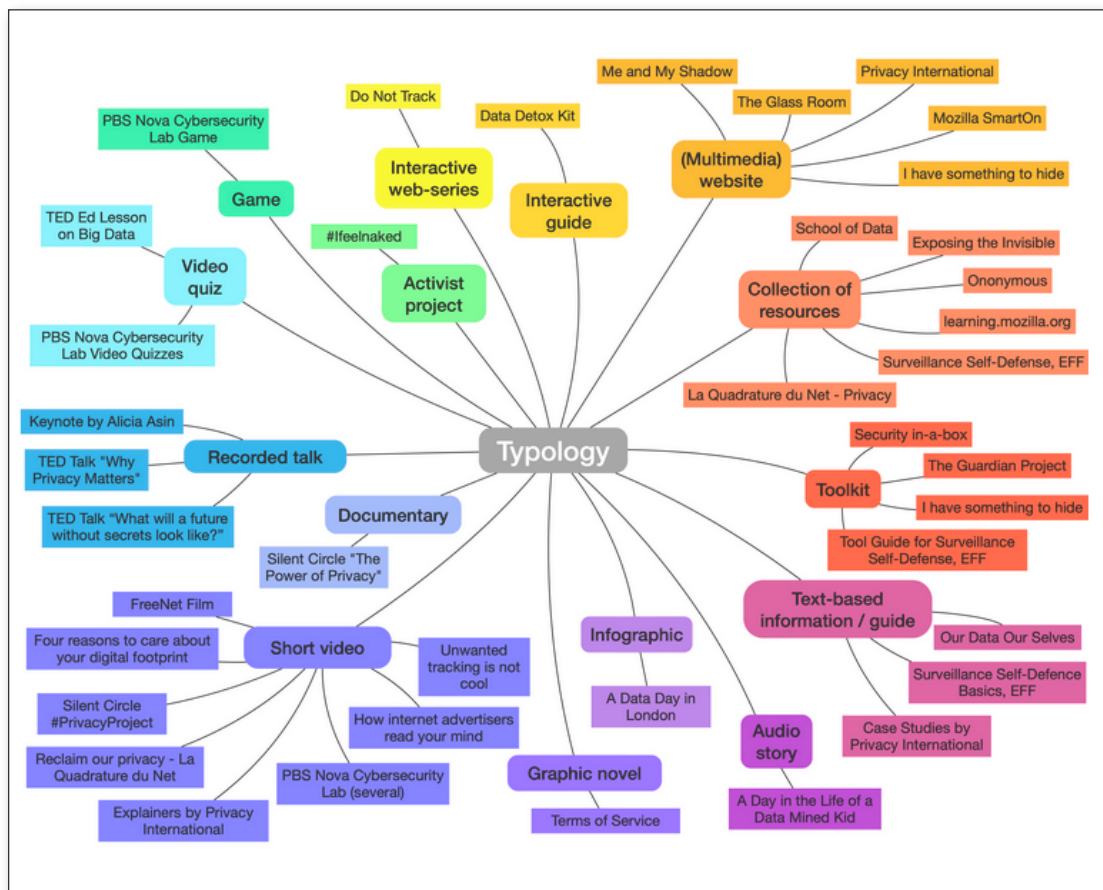 Typology
Game
PBS Nova Cybersecurity
Lab Game
Video
quiz
TED Ed Lesson
on Big Data
PBS Nova Cybersecurity
Lab Video Quizzes
Interactive
web-series
Do Not Track
Activist
project
#Ifeelnaked
Interactive
guide
Data Detox Kit
(Multimedia)
website
Me and My Shadow
The Glass Room
Privacy International
Mozilla SmartOn
I have something to hide
Collection of
resources
School of Data
Exposing the Invisible
Ononymous
learning.mozilla.org
Surveillance Self-Defense, EFF
La Quadrature du Net - Privacy
Recorded talk
Keynote by Alicia Asin
TED Talk "Why
Privacy Matters"
TED Talk “What will a future
without secrets look like?”
Documentary
Silent Circle "The
Power of Privacy"
Toolkit
Security in-a-box
The Guardian Project
I have something to hide
Tool Guide for Surveillance
Self-Defense, EFF
Text-based
information / guide
Our Data Our Selves
Surveillance Self-Defence
Basics, EFF
Case Studies by
Privacy International
Short video
FreeNet Film
Four reasons to care about
your digital footprint
Silent Circle
#PrivacyProject
Reclaim our privacy - La
Quadrature du Net
Explainers by Privacy
International
PBS Nova Cybersecurity
Lab (several)
How internet advertisers
read your mind
Unwanted
tracking is not
cool
Infographic
A Data Day in
London
Graphic novel
Terms of Service
Audio
story
A Day in the Life of a
Data Mined Kid